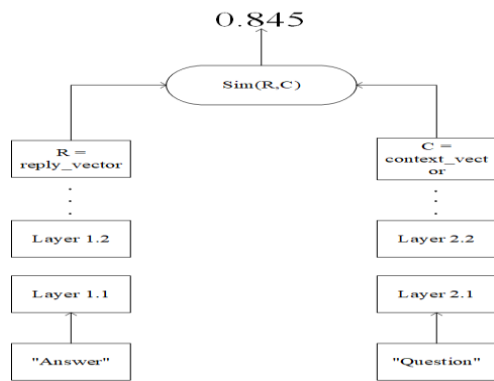 0.845
Sim(R,C)
R =
reply_vector
C =
context_vect
or
.
.
.
.
.
.
Layer 1.2
Layer 2.2
Layer 1.1
Layer 2.1
"Answer"
"Question"